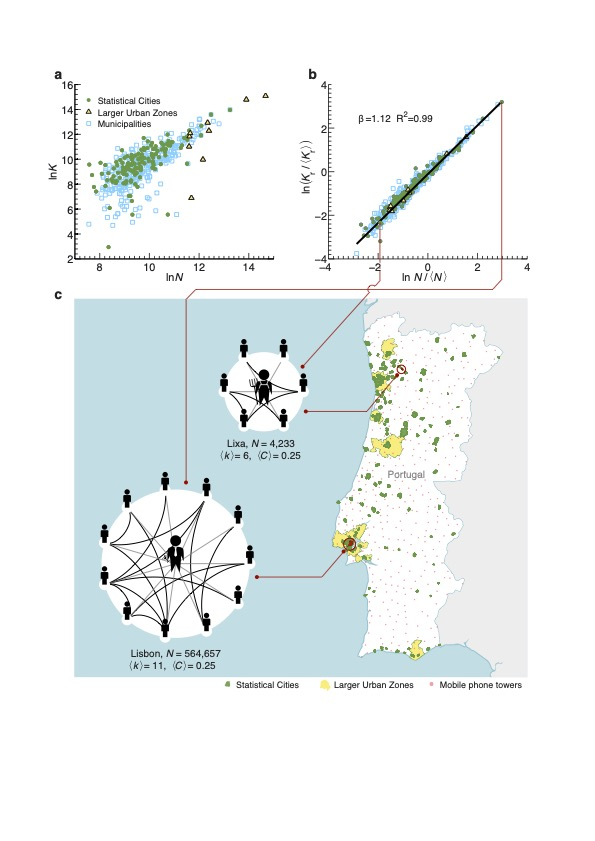 a
16
14
12
10
8
6
4
2
lnK
8
10
12
14
lnN
Statistical Cities
Larger Urban Zones
Municipalities
b
4
2
0
−2
−4
ln(Kᵣ/⟨Kᵣ⟩)
β=1.12 R²=0.99
−4
−2
0
2
4
ln N/⟨N⟩
c
Lixa, N = 4,233
⟨k⟩= 6, ⟨C⟩= 0.25
Portugal
Lisbon, N = 564,657
⟨k⟩= 11, ⟨C⟩= 0.25
Statistical Cities Larger Urban Zones Mobile phone towers